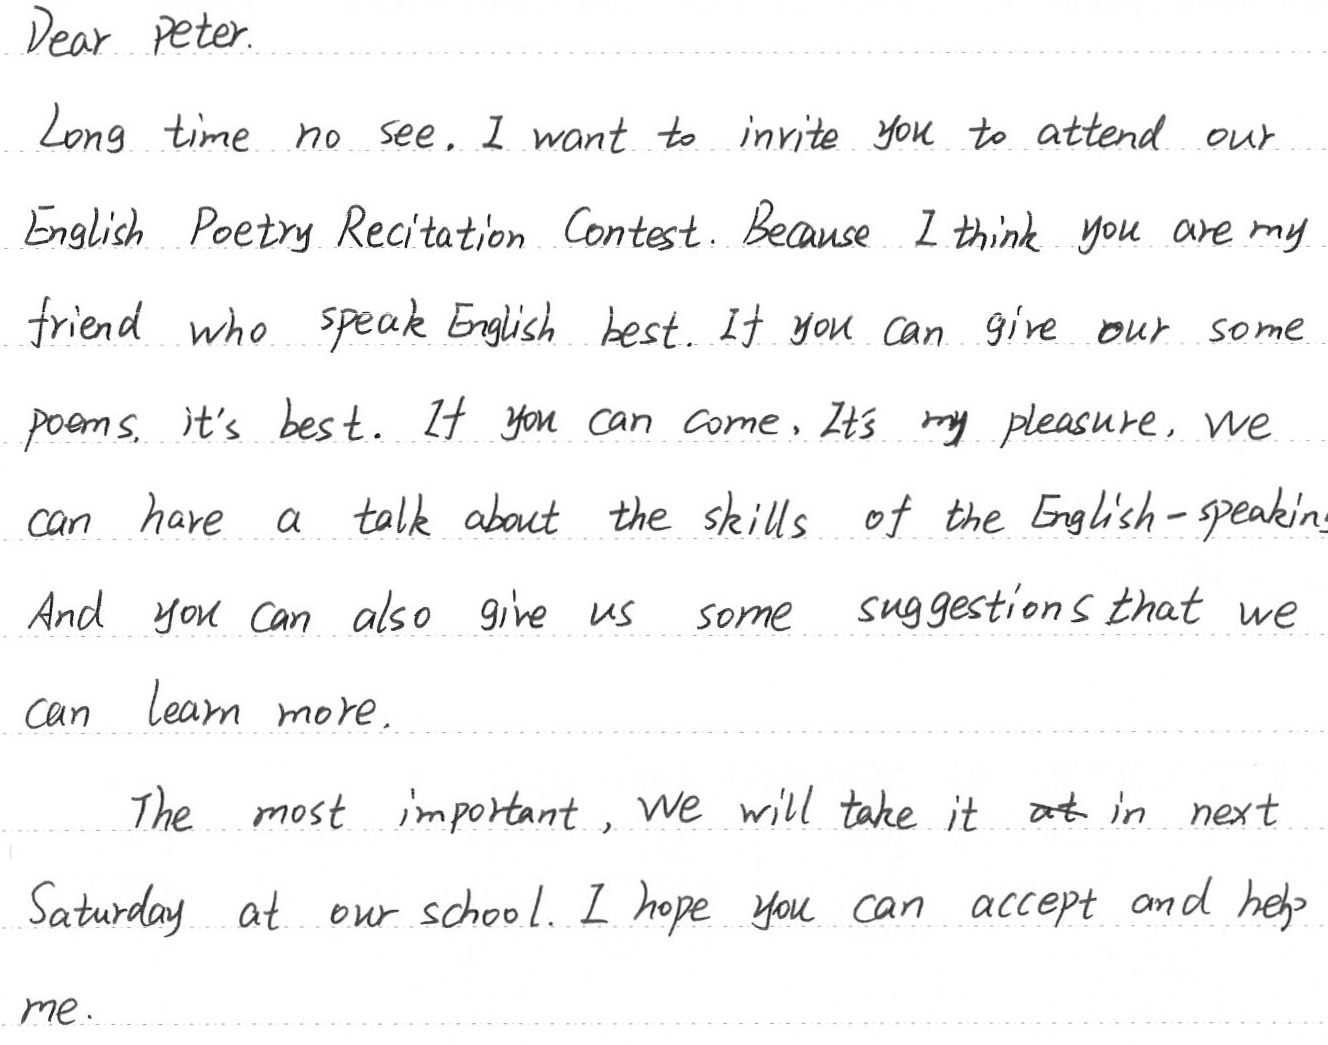 Dear peter.
Long time no see. I want to invite you to attend our
English Poetry Recitation Contest. Because I think you are my
friend who speak English best. If you can give our some
poems, it's best. If you can come, It's my pleasure, we
can have a talk about the skills of the English-speaking
And you can also give us some suggestions that we
can learn more.
The most important, we will take it at in next
Saturday at our school. I hope you can accept and help
me.